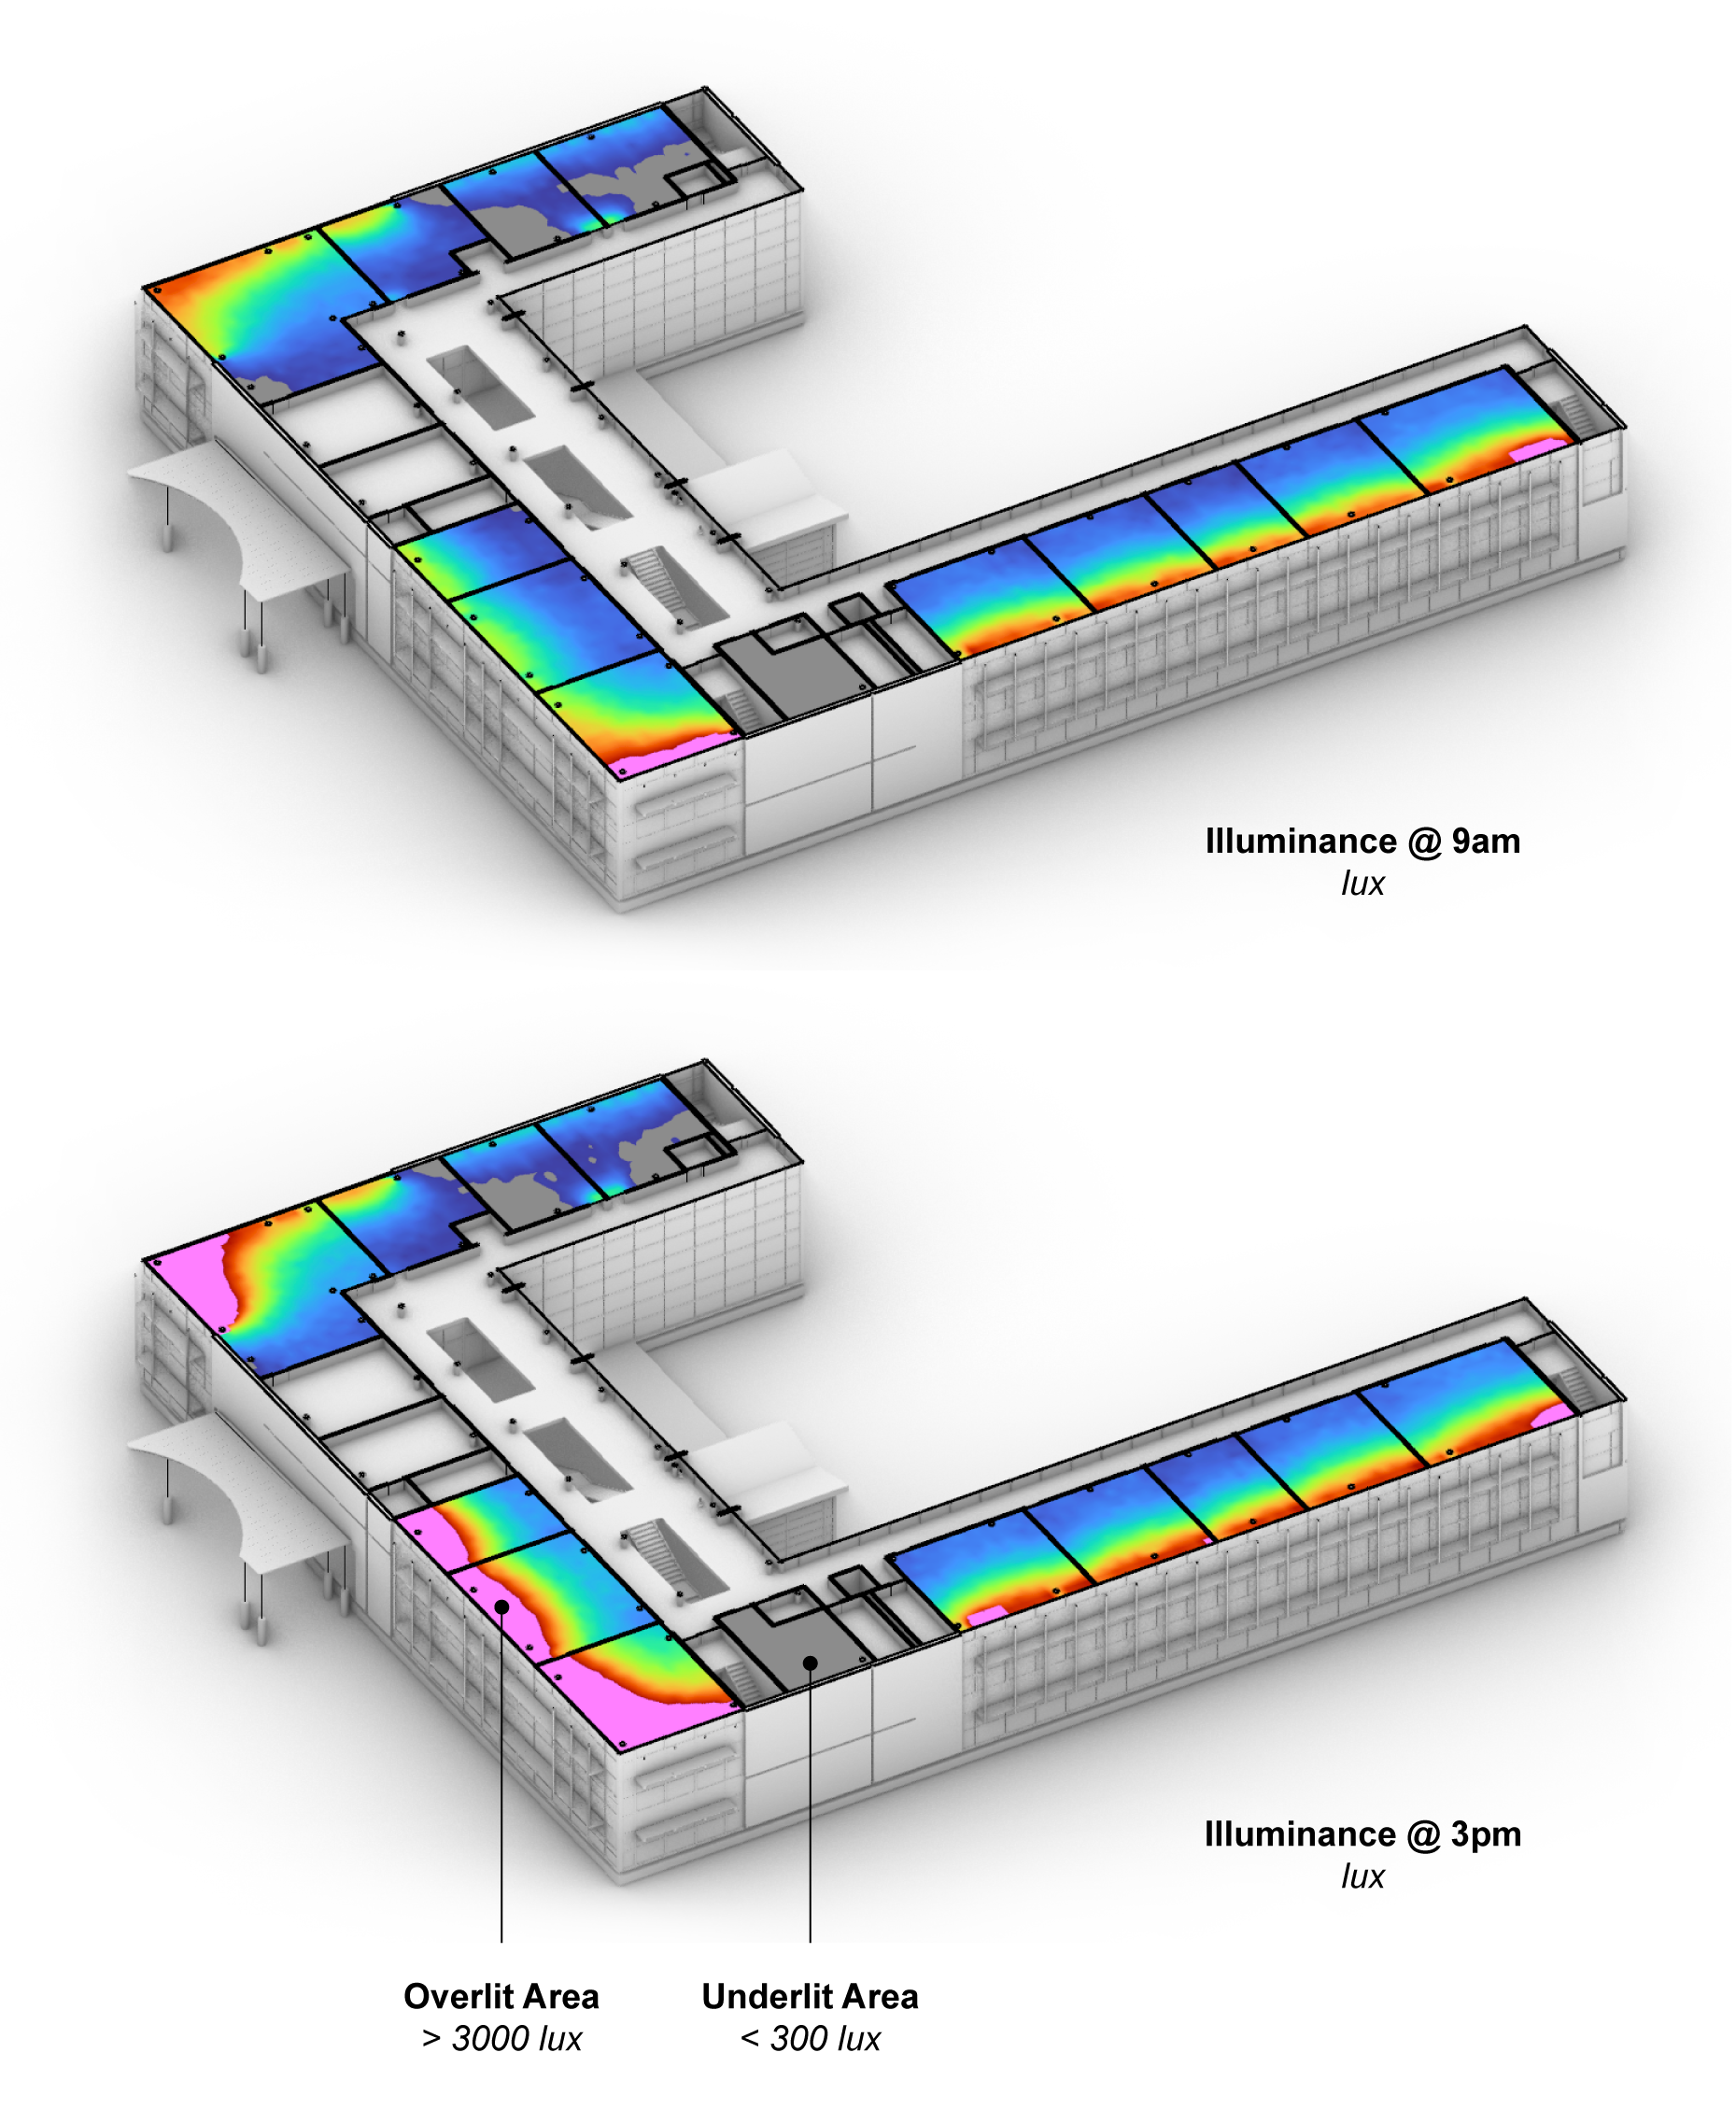 Illuminance @ 9am
lux
Illuminance @ 3pm
lux
Overlit Area
> 3000 lux
Underlit Area
< 300 lux